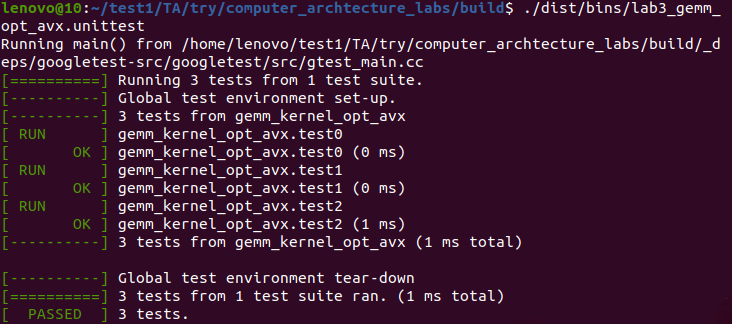 lenovo@10:~/test1/TA/try/computer_archtecture_labs/build$ ./dist/bins/lab3_gemm_
opt_avx.unittest
Running main() from /home/lenovo/test1/TA/try/computer_archtecture_labs/build/_d
eps/googletest-src/googletest/src/gtest_main.cc
[==========] Running 3 tests from 1 test suite.
[----------] Global test environment set-up.
[----------] 3 tests from gemm_kernel_opt_avx
[ RUN      ] gemm_kernel_opt_avx.test0
[       OK ] gemm_kernel_opt_avx.test0 (0 ms)
[ RUN      ] gemm_kernel_opt_avx.test1
[       OK ] gemm_kernel_opt_avx.test1 (0 ms)
[ RUN      ] gemm_kernel_opt_avx.test2
[       OK ] gemm_kernel_opt_avx.test2 (1 ms)
[----------] 3 tests from gemm_kernel_opt_avx (1 ms total)

[----------] Global test environment tear-down
[==========] 3 tests from 1 test suite ran. (1 ms total)
[  PASSED  ] 3 tests.